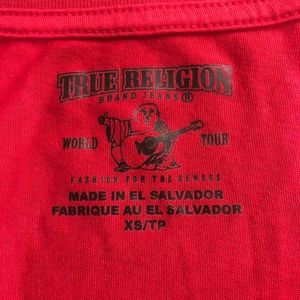 TRUE RELIGION
BRAND JEANS®
WORLD TOUR
FASHION FOR THE SENSES
MADE IN EL SALVADOR
FABRIQUE AU EL SALVADOR
XS/TP